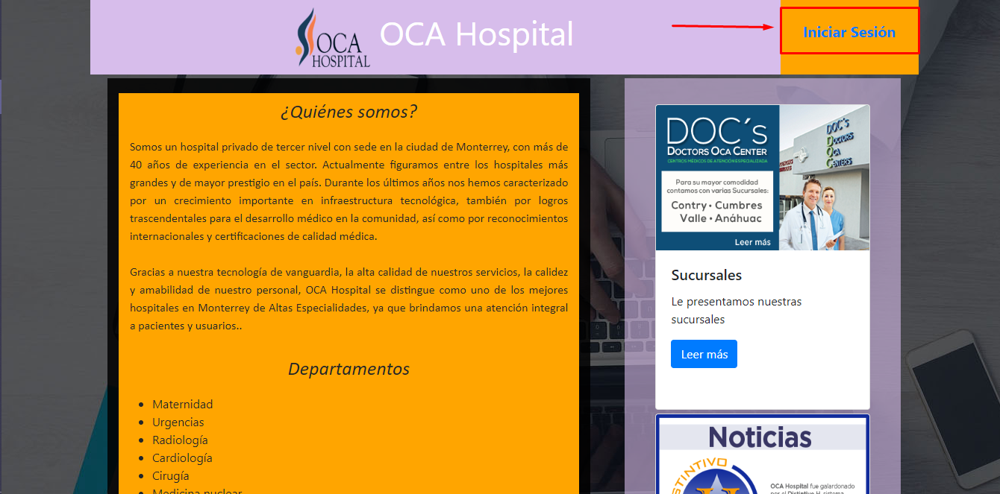 OCA
HOSPITAL
OCA Hospital
Iniciar Sesión
¿Quiénes somos?
Somos un hospital privado de tercer nivel con sede en la ciudad de Monterrey, con más de
40 años de experiencia en el sector. Actualmente figuramos entre los hospitales más
grandes y de mayor prestigio en el país. Durante los últimos años nos hemos caracterizado
por un crecimiento importante en infraestructura tecnológica, también por logros
trascendentales para el desarrollo médico en la comunidad, así como por reconocimientos
internacionales y certificaciones de calidad médica.
Gracias a nuestra tecnología de vanguardia, la alta calidad de nuestros servicios, la calidez
y amabilidad de nuestro personal, OCA Hospital se distingue como uno de los mejores
hospitales en Monterrey de Altas Especialidades, ya que brindamos una atención integral
a pacientes y usuarios..
Departamentos
• Maternidad
• Urgencias
• Radiología
• Cardiología
• Cirugía
• Medicina nuclear
DOC´s
DOCTORS OCA CENTER
CENTROS MÉDICOS DE ATENCIÓN ESPECIALIZADA
Para su mayor comodidad
contamos con varias Sucursales:
Contry • Cumbres
Valle • Anáhuac
Leer más
DOC´s
DOCTORS
OCA
CENTERS
Sucursales
Le presentamos nuestras
sucursales
Leer más
Noticias
STINTIVO
OCA Hospital fue galardonado
por el Distintivo H, sistema